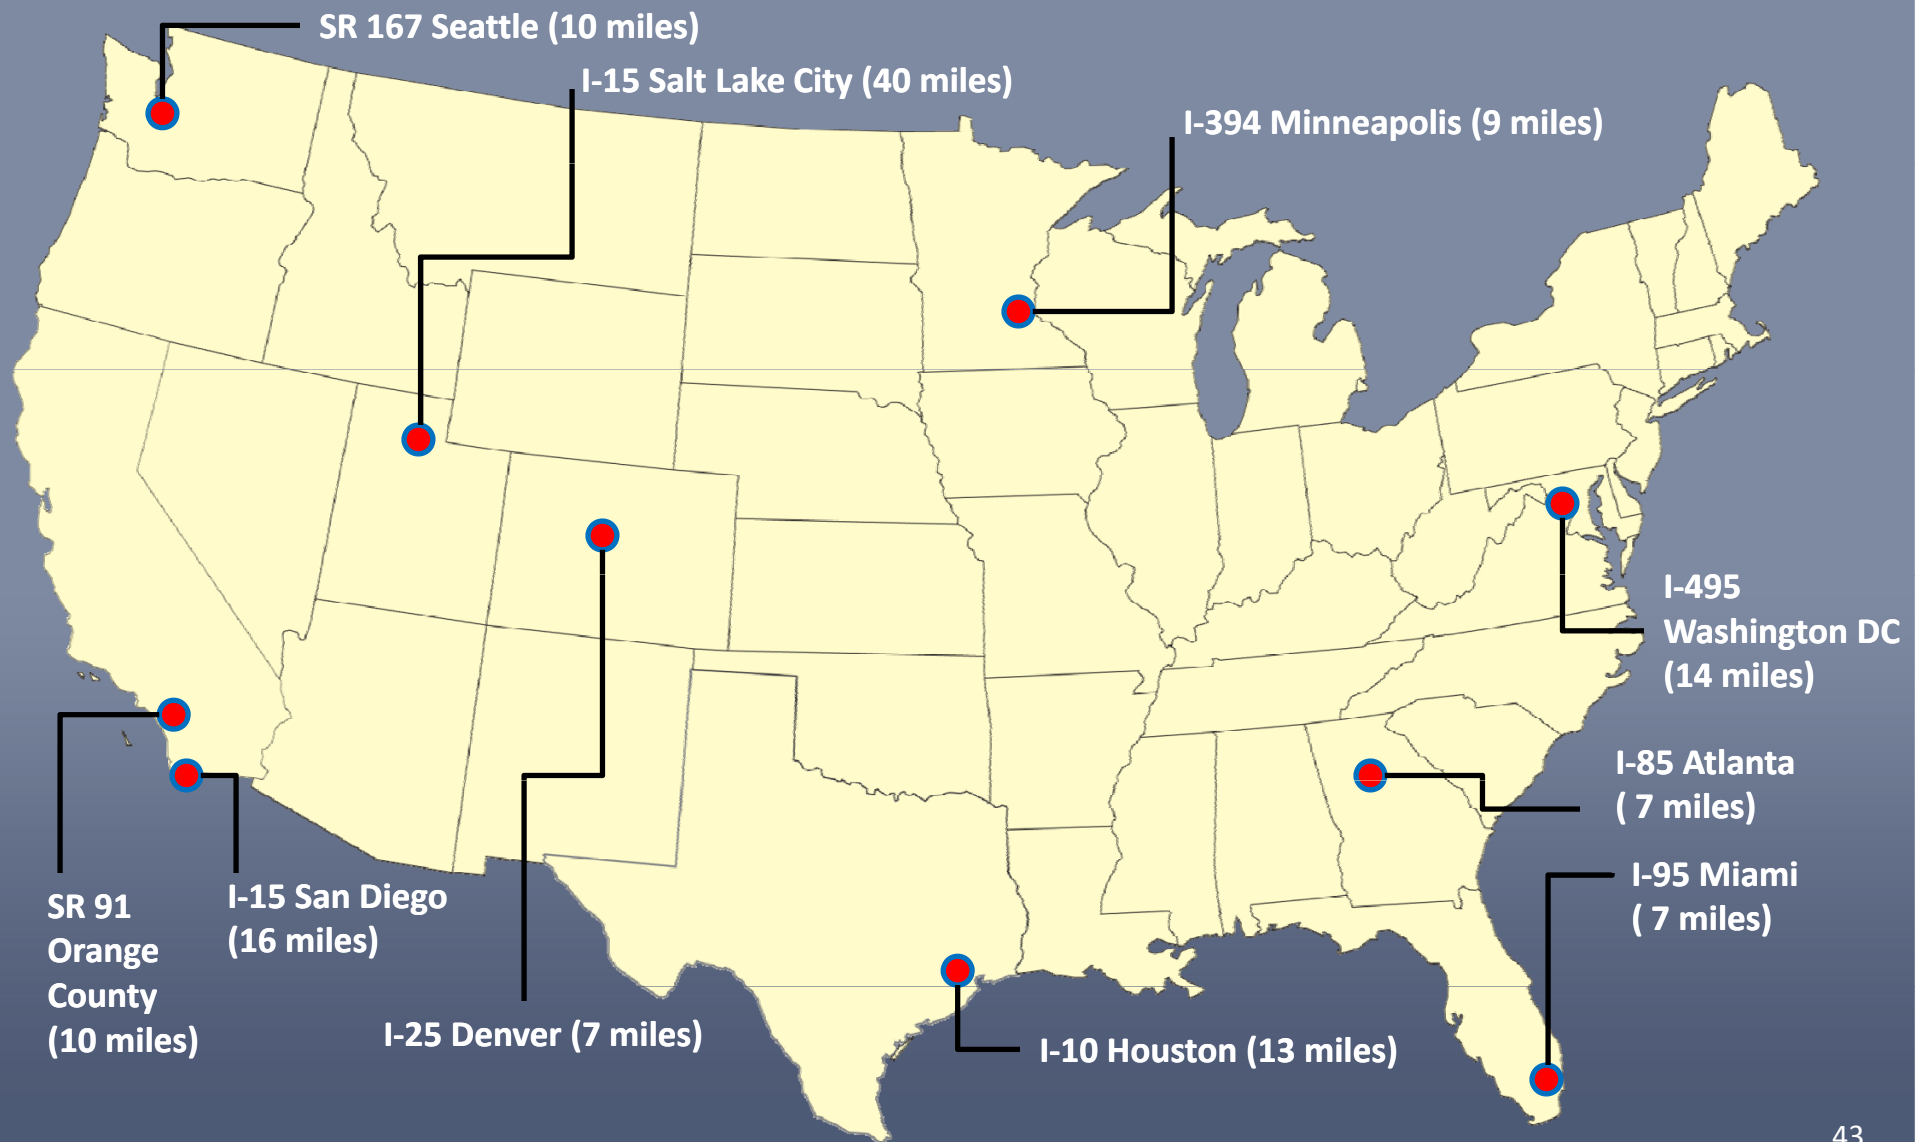 SR 167 Seattle (10 miles)
I-15 Salt Lake City (40 miles)
I-394 Minneapolis (9 miles)
I-495
Washington DC
(14 miles)
I-85 Atlanta
( 7 miles)
I-95 Miami
( 7 miles)
SR 91
Orange
County
(10 miles)
I-15 San Diego
(16 miles)
I-25 Denver (7 miles)
I-10 Houston (13 miles)
43